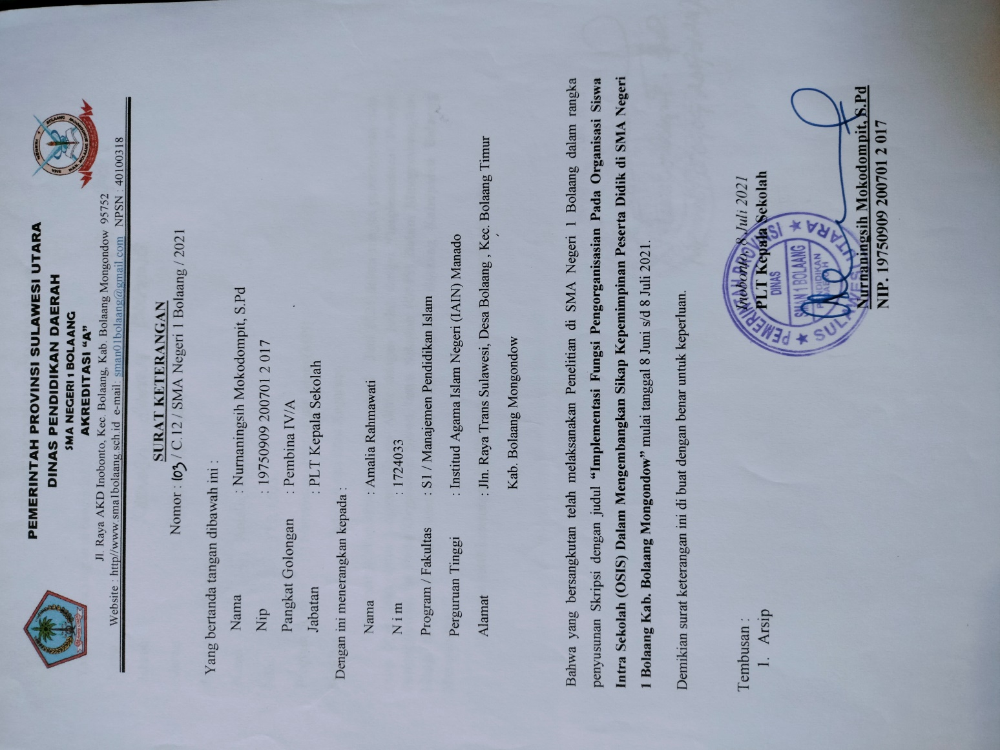 PEMERINTAH PROVINSI SULAWESI UTARA
DINAS PENDIDIKAN DAERAH
SMA NEGERI 1 BOLAANG
AKREDITASI “A”
Jl. Raya AKD Inobonto, Kec. Bolaang, Kab. Bolaang Mongondow 95752
Website : http//www.sma1bolaang sch.id e-mail: sman01bolaang@gmail.com NPSN : 40100318
SURAT KETERANGAN
Nomor : 103 / C.12 / SMA Negeri 1 Bolaang / 2021
Yang bertanda tangan dibawah ini :
Nama : Nurnaningsih Mokodompit, S.Pd
Nip : 19750909 200701 2 017
Pangkat Golongan : Pembina IV/A
Jabatan : PLT Kepala Sekolah
Dengan ini menerangkan kepada :
Nama : Amalia Rahmawati
N i m : 1724033
Program / Fakultas : S1 / Manajemen Pendidikan Islam
Perguruan Tinggi : Institud Agama Islam Negeri (IAIN) Manado
Alamat : Jln. Raya Trans Sulawesi, Desa Bolaang , Kec. Bolaang Timur
Kab. Bolaang Mongondow
Bahwa yang bersangkutan telah melaksanakan Penelitian di SMA Negeri 1 Bolaang dalam rangka
penyusunan Skripsi dengan judul “Implementasi Fungsi Pengorganisasian Pada Organisasi Siswa
Intra Sekolah (OSIS) Dalam Mengembangkan Sikap Kepemimpinan Peserta Didik di SMA Negeri
1 Bolaang Kab. Bolaang Mongondow” mulai tanggal 8 Juni s/d 8 Juli 2021.
Demikian surat keterangan ini di buat dengan benar untuk keperluan.
Inobonto, 8 Juli 2021
PLT Kepala Sekolah
PEMERINTAH PROVINSI
SULAWESI UTARA
DINAS
SMAN 1 BOLAANG
PENDIDIKAN
DAERAH
Nurnaningsih Mokodompit, S.Pd
NIP. 19750909 200701 2 017
Tembusan :
1. Arsip